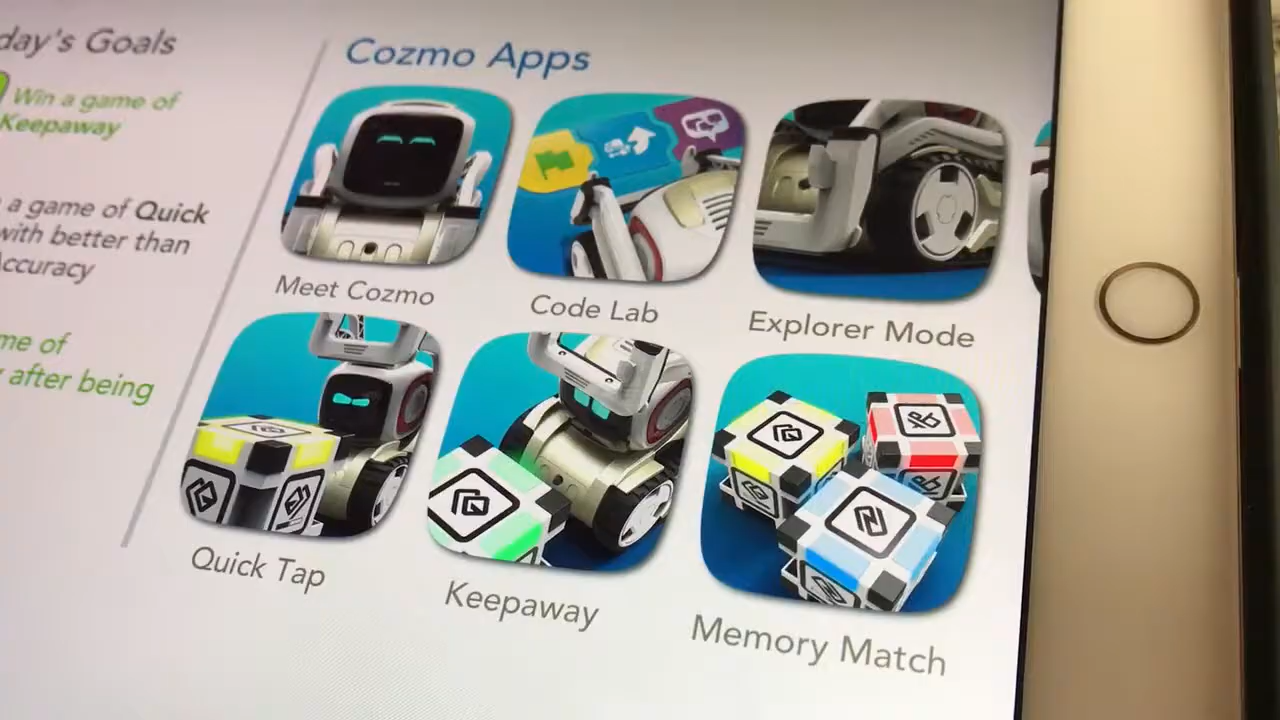 day's Goals
Win a game of
Keepaway
a game of Quick
with better than
Accuracy
me of
after being
Cozmo Apps
Meet Cozmo
Code Lab
Explorer Mode
Quick Tap
Keepaway
Memory Match